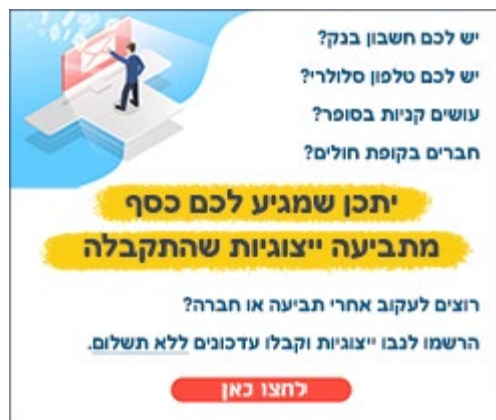 יש לכם חשבון בנק?
יש לכם טלפון סלולרי?
עושים קניות בסופר?
חברים בקופת חולים?
יתכן שמגיע לכם כסף
מתביעה ייצוגיות שהתקבלה
רוצים לעקוב אחרי תביעה או חברה?
הרשמו לנבו ייצוגיות וקבלו עדכונים ללא תשלום.
לחצו כאן